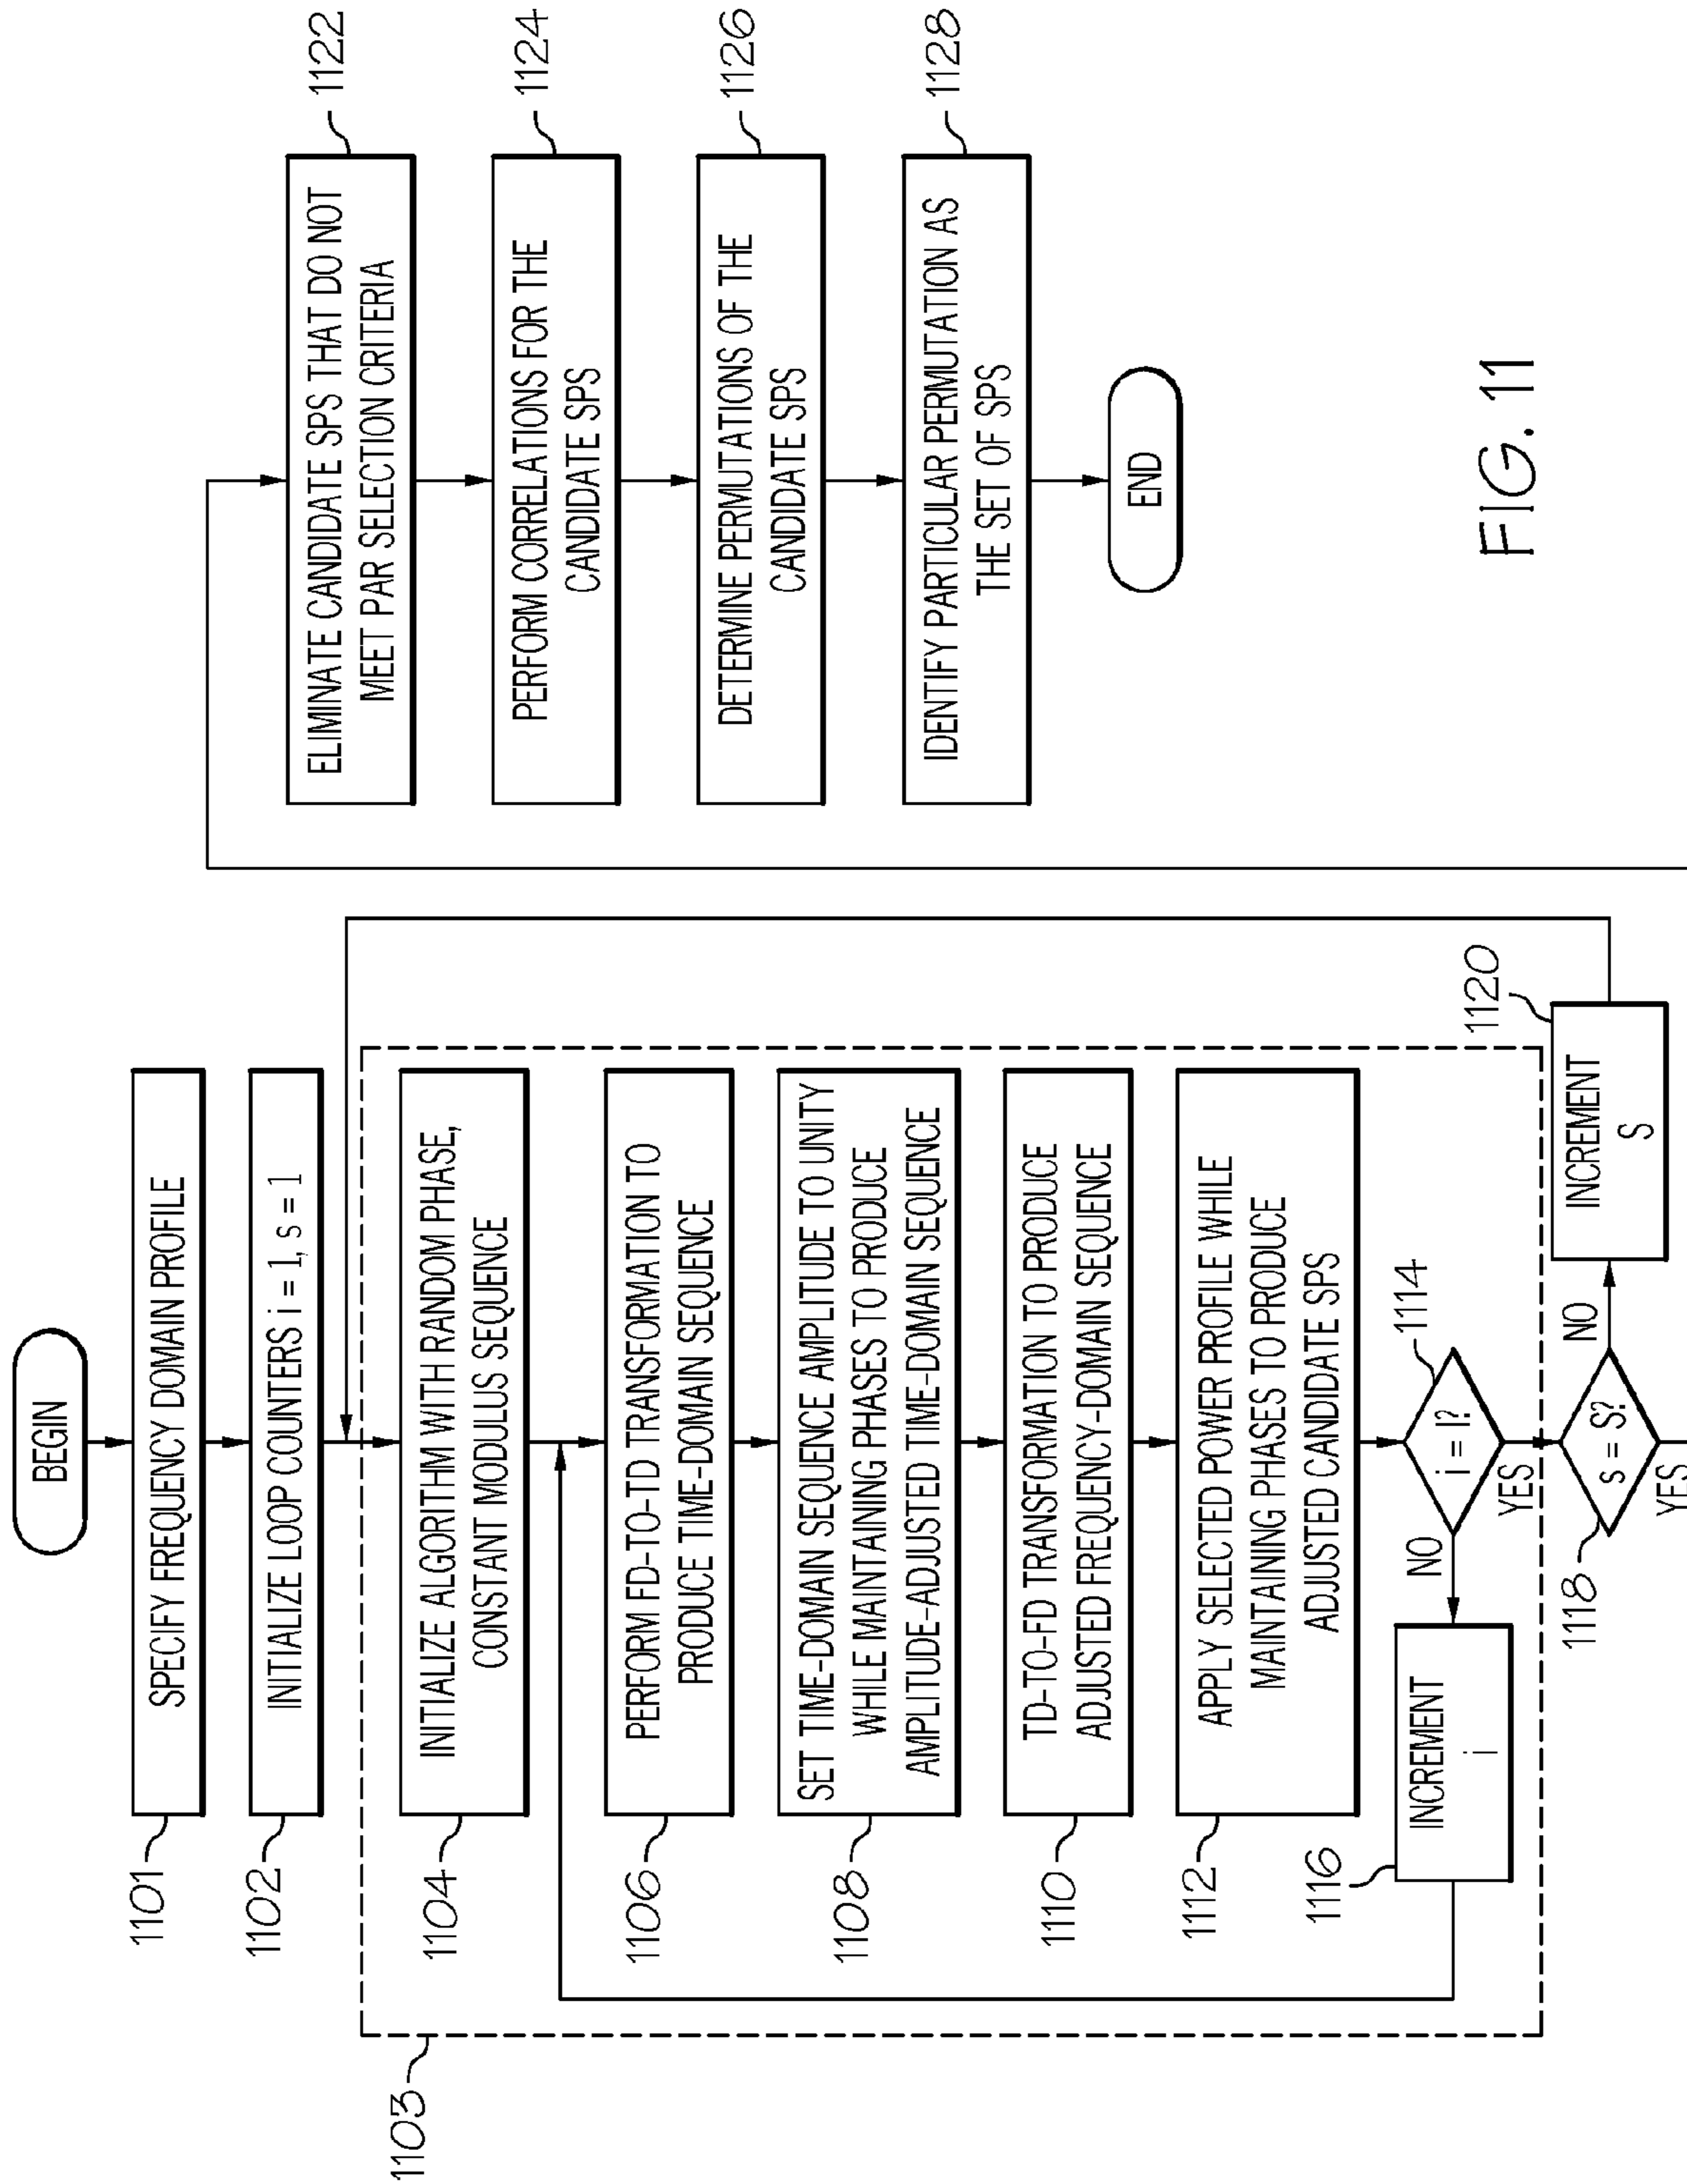 BEGIN
1101
SPECIFY FREQUENCY DOMAIN PROFILE
1102
INITIALIZE LOOP COUNTERS i = 1, s = 1
1103
1104
INITIALIZE ALGORITHM WITH RANDOM PHASE,
CONSTANT MODULUS SEQUENCE
1106
PERFORM FD-TO-TD TRANSFORMATION TO
PRODUCE TIME-DOMAIN SEQUENCE
1108
SET TIME-DOMAIN SEQUENCE AMPLITUDE TO UNITY
WHILE MAINTAINING PHASES TO PRODUCE
AMPLITUDE-ADJUSTED TIME-DOMAIN SEQUENCE
1110
TD-TO-FD TRANSFORMATION TO PRODUCE
ADJUSTED FREQUENCY-DOMAIN SEQUENCE
1112
APPLY SELECTED POWER PROFILE WHILE
MAINTAINING PHASES TO PRODUCE
ADJUSTED CANDIDATE SPS
1116
INCREMENT
i
NO
i = I?
1114
YES
1118
s = S?
NO
1120
INCREMENT
S
YES
ELIMINATE CANDIDATE SPS THAT DO NOT
MEET PAR SELECTION CRITERIA
1122
PERFORM CORRELATIONS FOR THE
CANDIDATE SPS
1124
DETERMINE PERMUTATIONS OF THE
CANDIDATE SPS
1126
IDENTIFY PARTICULAR PERMUTATION AS
THE SET OF SPS
1128
END
FIG. 11